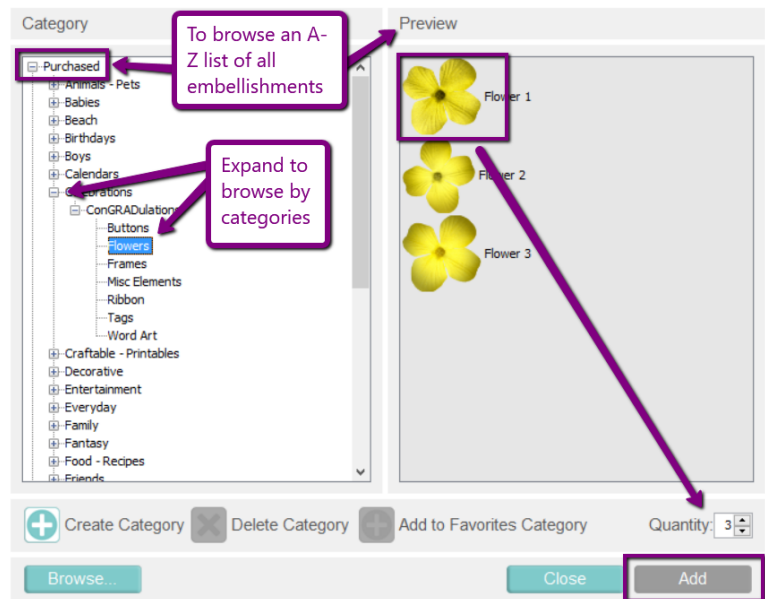 Category
To browse an A-
Z list of all
embellishments
Preview
Purchased
Animals - Pets
Babies
Beach
Birthdays
Boys
Calendars
Celebrations
ConGRADulations
Buttons
Flowers
Frames
Misc Elements
Ribbon
Tags
Word Art
Craftable - Printables
Decorative
Entertainment
Everyday
Family
Fantasy
Food - Recipes
Friends
Expand to
browse by
categories
Flower 1
Flower 2
Flower 3
Create Category
Delete Category
Add to Favorites Category
Quantity: 3
Browse...
Close
Add